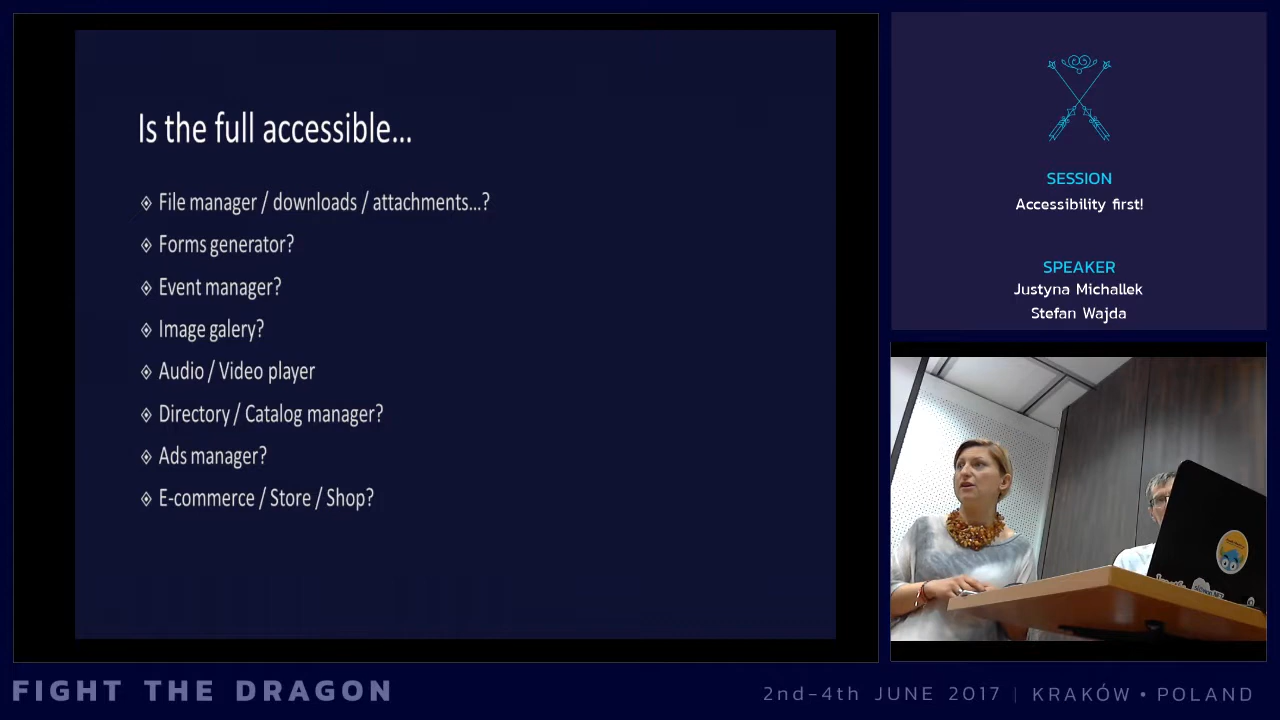 Is the full accessible...
File manager / downloads / attachments...?
Forms generator?
Event manager?
Image galery?
Audio / Video player
Directory / Catalog manager?
Ads manager?
E-commerce / Store / Shop?
SESSION
Accessibility first!
SPEAKER
Justyna Michallek
Stefan Wajda
FIGHT THE DRAGON
2nd-4th JUNE 2017 | KRAKÓW • POLAND